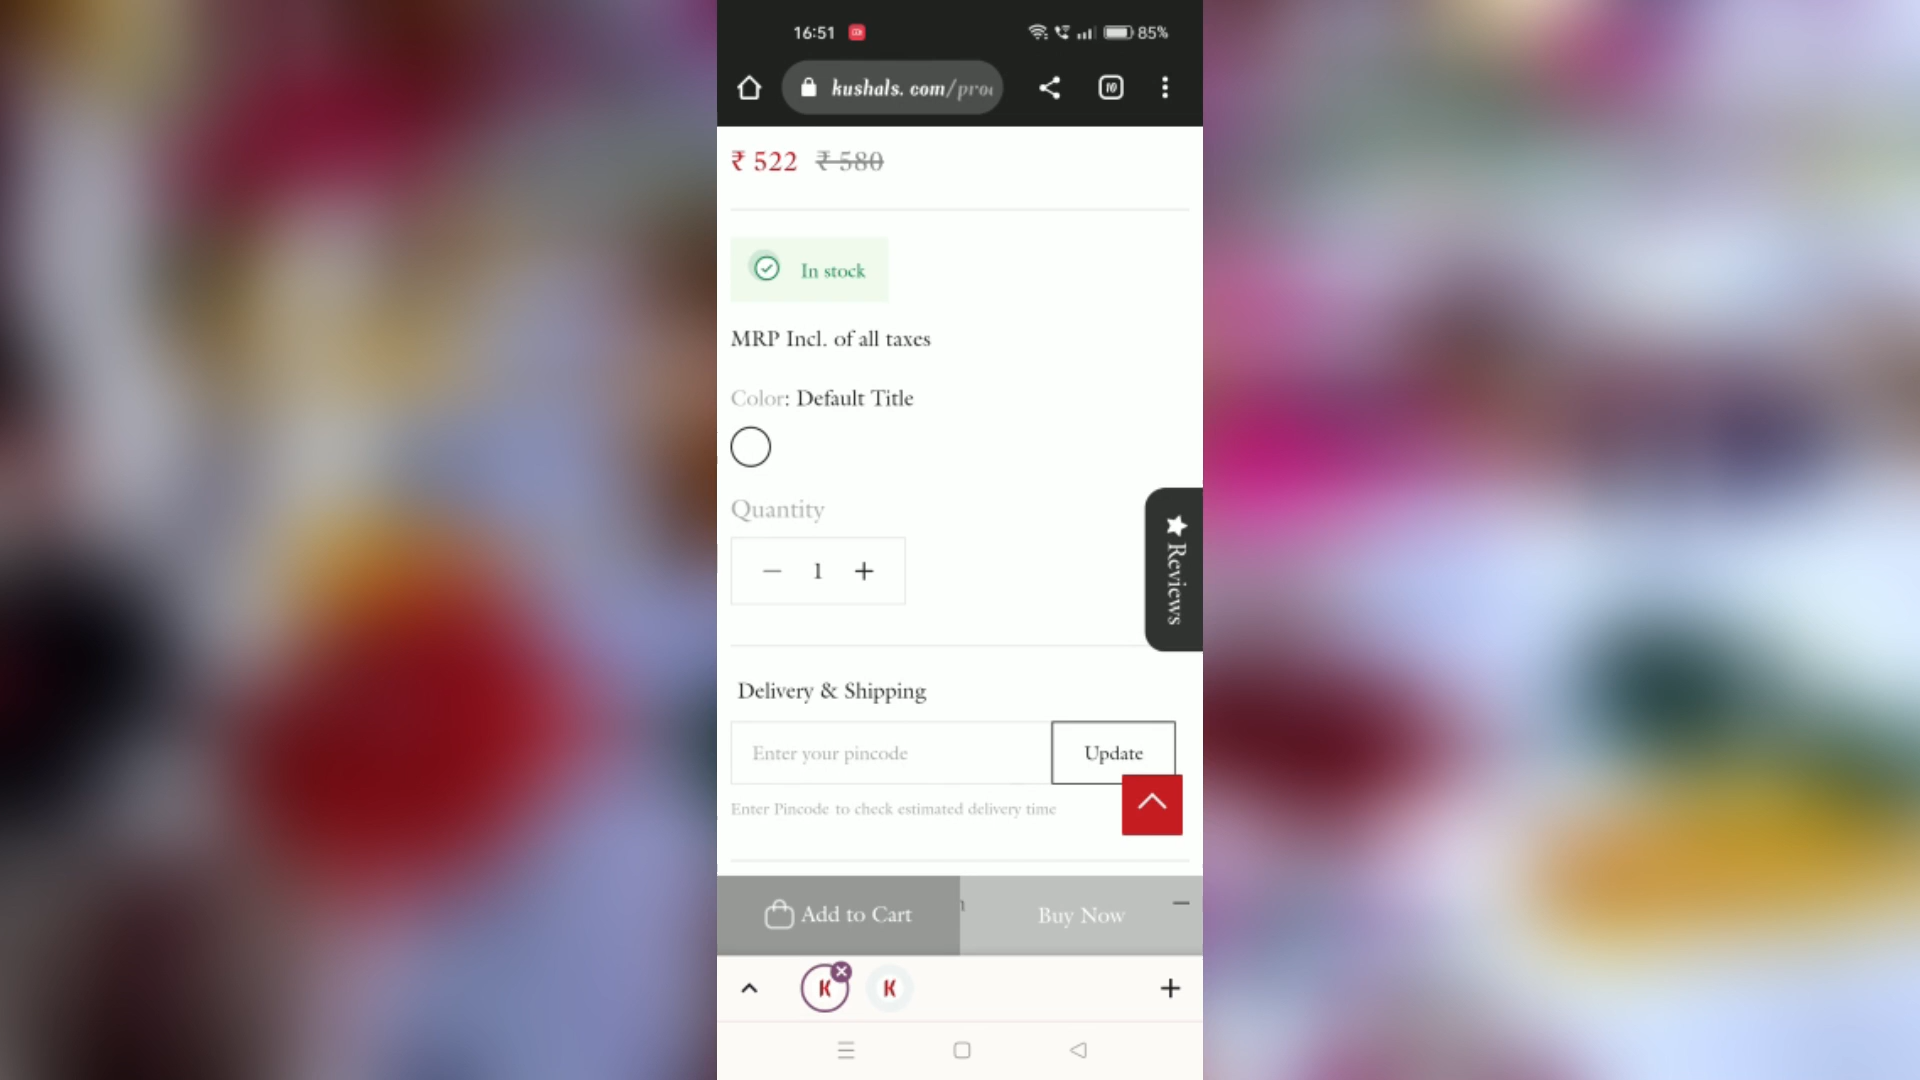 16:51
85%
kushals. com/pro
10
₹ 522 ₹ 580
In stock
MRP Incl. of all taxes
Color: Default Title
Quantity
1
Reviews
Delivery & Shipping
Enter your pincode
Update
Enter Pincode to check estimated delivery time
Add to Cart
Buy Now
K K